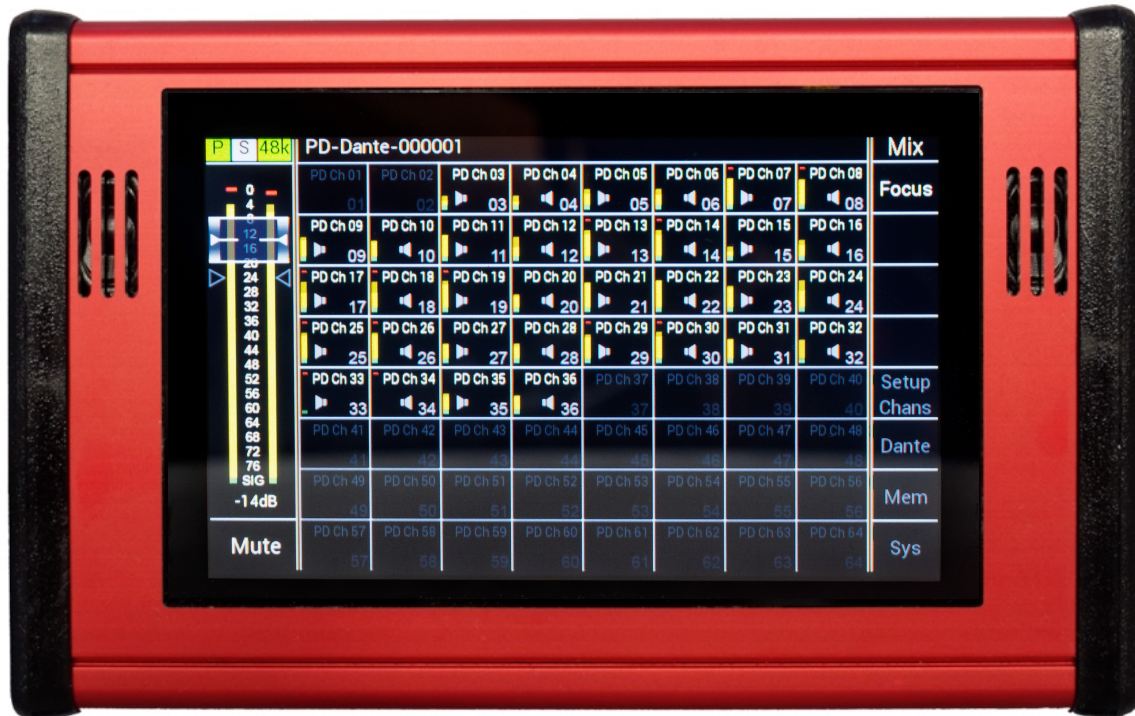 P S 48k PD-Dante-000001 Mix
PD Ch 01 PD Ch 02 PD Ch 03 PD Ch 04 PD Ch 05 PD Ch 06 PD Ch 07 PD Ch 08
01 02 03 04 05 06 07 08
Focus
PD Ch 09 PD Ch 10 PD Ch 11 PD Ch 12 PD Ch 13 PD Ch 14 PD Ch 15 PD Ch 16
09 10 11 12 13 14 15 16
PD Ch 17 PD Ch 18 PD Ch 19 PD Ch 20 PD Ch 21 PD Ch 22 PD Ch 23 PD Ch 24
17 18 19 20 21 22 23 24
PD Ch 25 PD Ch 26 PD Ch 27 PD Ch 28 PD Ch 29 PD Ch 30 PD Ch 31 PD Ch 32
25 26 27 28 29 30 31 32
PD Ch 33 PD Ch 34 PD Ch 35 PD Ch 36 PD Ch 37 PD Ch 38 PD Ch 39 PD Ch 40
33 34 35 36 37 38 39 40
Setup
Chans
PD Ch 41 PD Ch 42 PD Ch 43 PD Ch 44 PD Ch 45 PD Ch 46 PD Ch 47 PD Ch 48
41 42 43 44 45 46 47 48
Dante
PD Ch 49 PD Ch 50 PD Ch 51 PD Ch 52 PD Ch 53 PD Ch 54 PD Ch 55 PD Ch 56
49 50 51 52 53 54 55 56
Mem
PD Ch 57 PD Ch 58 PD Ch 59 PD Ch 60 PD Ch 61 PD Ch 62 PD Ch 63 PD Ch 64
57 58 59 60 61 62 63 64
Sys
0
4
8
12
16
20
24
28
32
36
40
44
48
52
56
60
64
68
72
76
SIG
-14dB
Mute